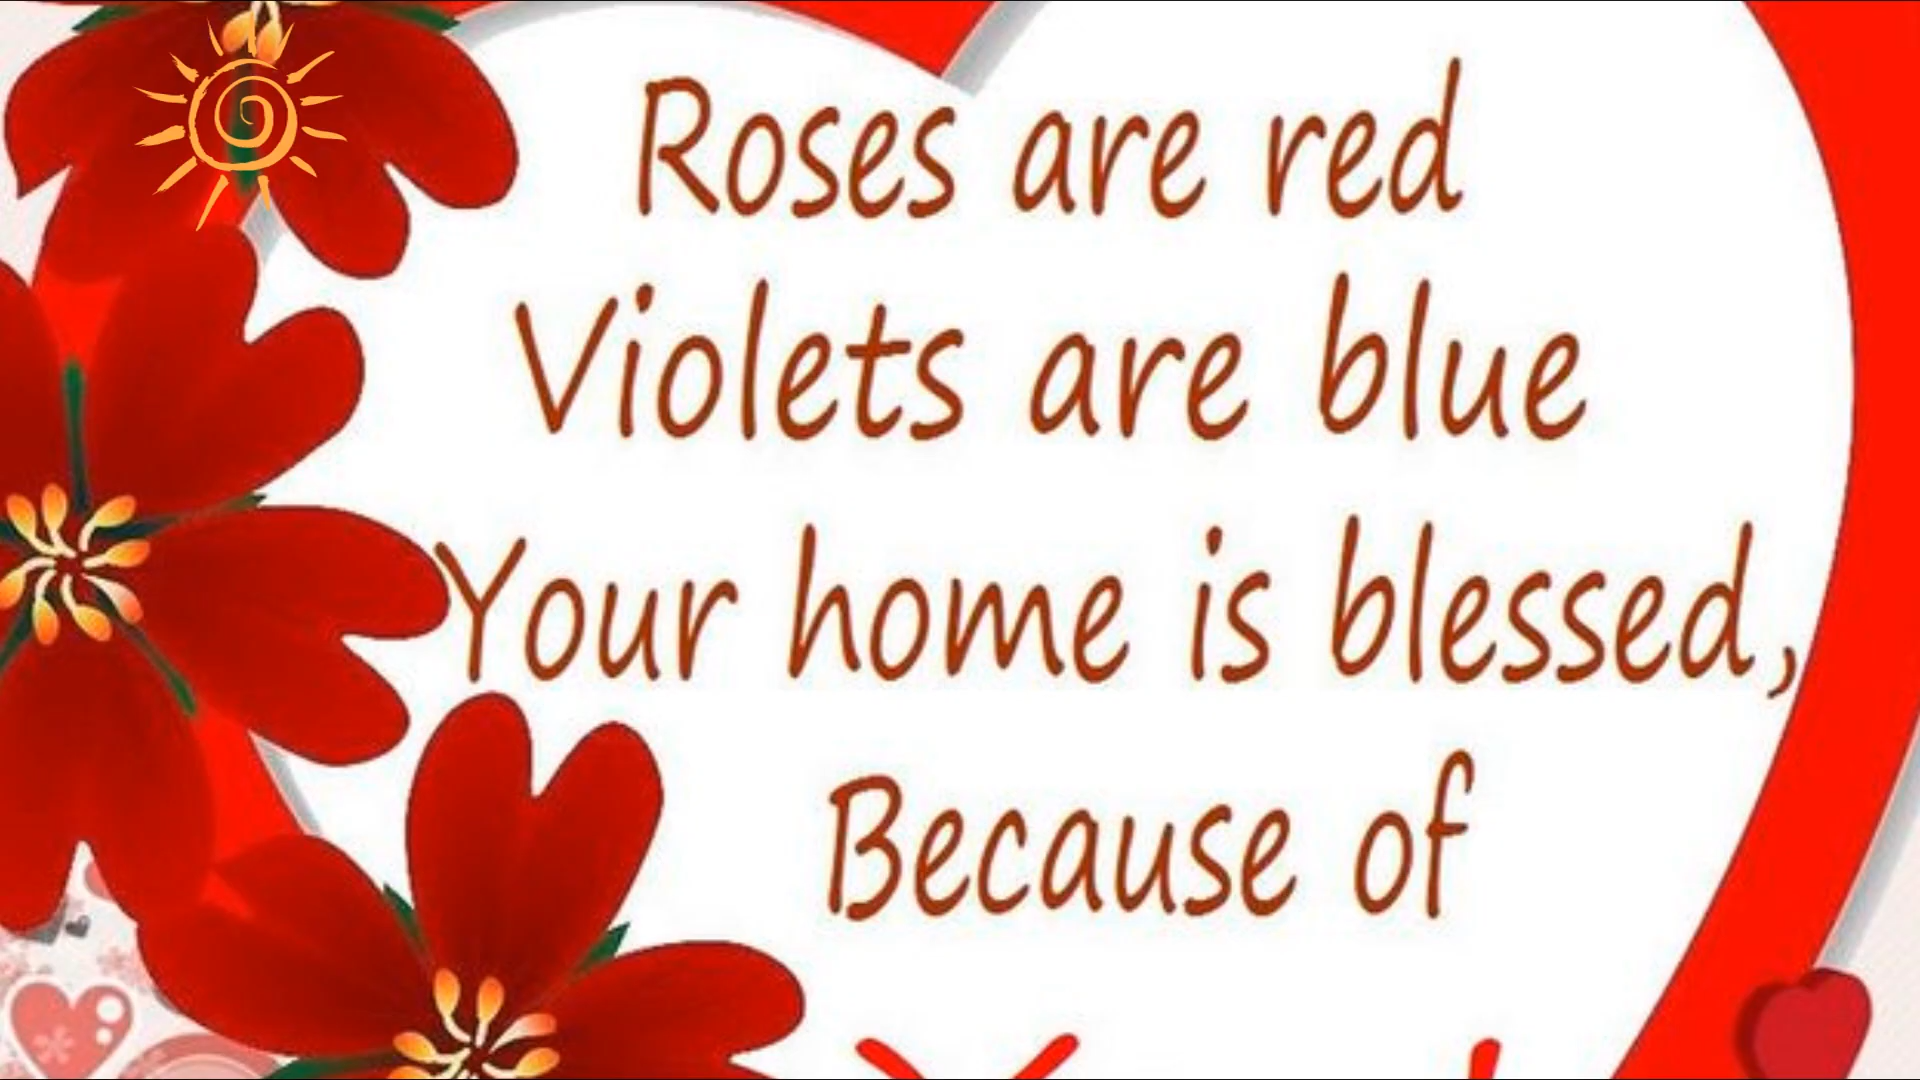 Roses are red
Violets are blue
Your home is blessed,
Because of